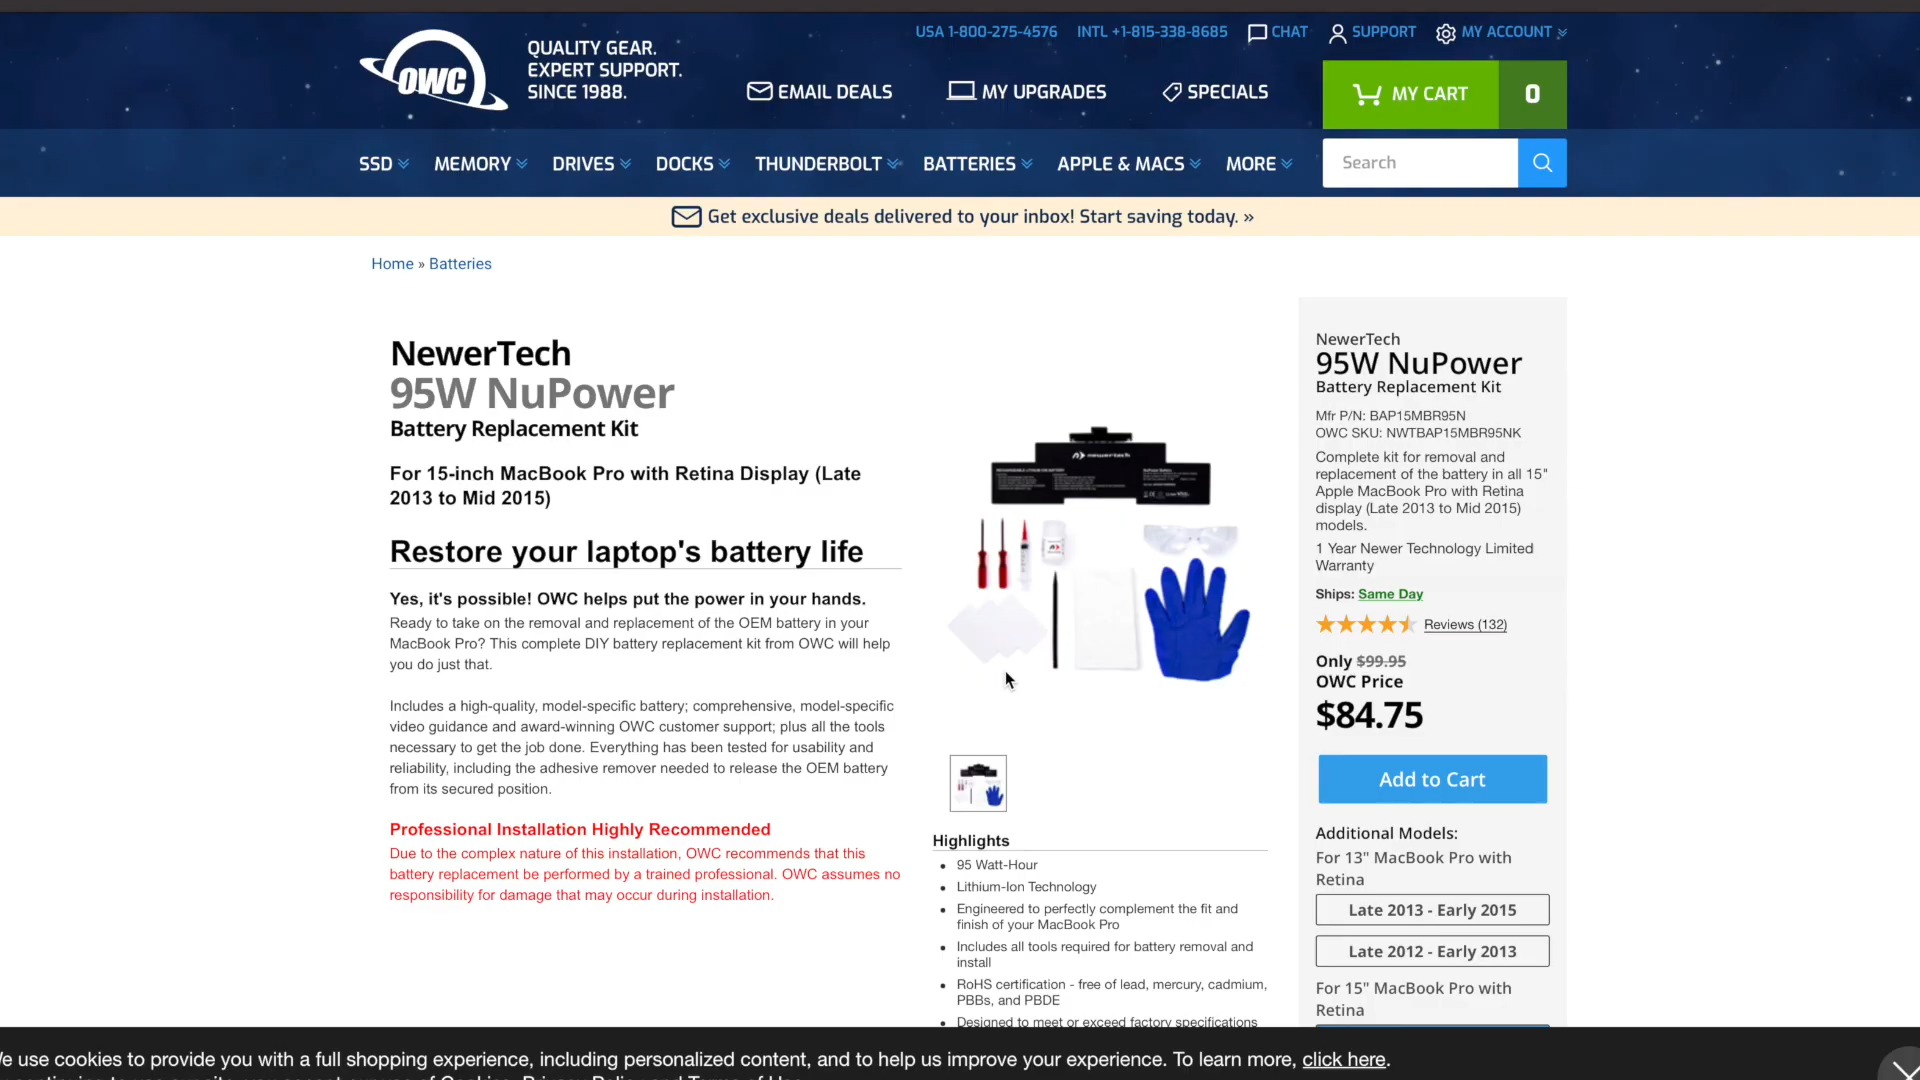 USA 1-800-275-4576 INTL +1-815-338-8685 CHAT SUPPORT MY ACCOUNT
OWC
QUALITY GEAR.
EXPERT SUPPORT.
SINCE 1988.
EMAIL DEALS MY UPGRADES SPECIALS
MY CART 0
SSD MEMORY DRIVES DOCKS THUNDERBOLT BATTERIES APPLE & MACS MORE
Search
Get exclusive deals delivered to your inbox! Start saving today. »
Home » Batteries
NewerTech
95W NuPower
Battery Replacement Kit
For 15-inch MacBook Pro with Retina Display (Late
2013 to Mid 2015)
Restore your laptop's battery life
Yes, it's possible! OWC helps put the power in your hands.
Ready to take on the removal and replacement of the OEM battery in your
MacBook Pro? This complete DIY battery replacement kit from OWC will help
you do just that.
Includes a high-quality, model-specific battery; comprehensive, model-specific
video guidance and award-winning OWC customer support; plus all the tools
necessary to get the job done. Everything has been tested for usability and
reliability, including the adhesive remover needed to release the OEM battery
from its secured position.
Professional Installation Highly Recommended
Due to the complex nature of this installation, OWC recommends that this
battery replacement be performed by a trained professional. OWC assumes no
responsibility for damage that may occur during installation.
newertech
Highlights
95 Watt-Hour
Lithium-Ion Technology
Engineered to perfectly complement the fit and
finish of your MacBook Pro
Includes all tools required for battery removal and
install
RoHS certification - free of lead, mercury, cadmium,
PBBs, and PBDE
Designed to meet or exceed factory specifications
NewerTech
95W NuPower
Battery Replacement Kit
Mfr P/N: BAP15MBR95N
OWC SKU: NWTBAP15MBR95NK
Complete kit for removal and
replacement of the battery in all 15"
Apple MacBook Pro with Retina
display (Late 2013 to Mid 2015)
models.
1 Year Newer Technology Limited
Warranty
Ships: Same Day
Reviews (132)
Only $99.95
OWC Price
$84.75
Add to Cart
Additional Models:
For 13" MacBook Pro with
Retina
Late 2013 - Early 2015
Late 2012 - Early 2013
For 15" MacBook Pro with
Retina
e use cookies to provide you with a full shopping experience, including personalized content, and to help us improve your experience. To learn more, click here.